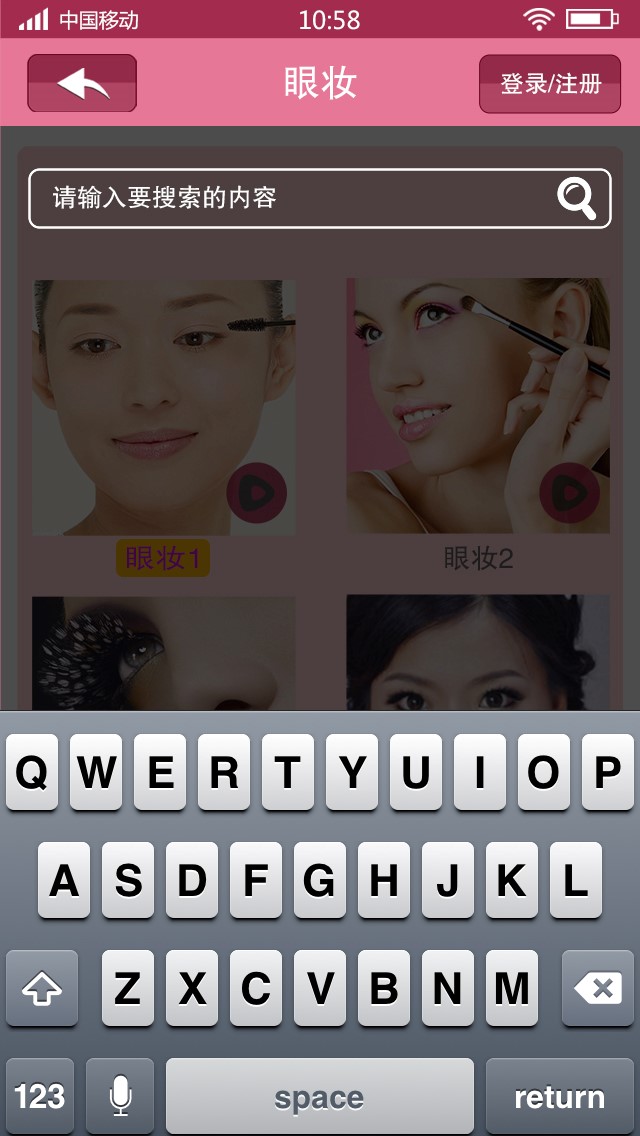 中国移动 10:58
眼妆 登录/注册
请输入要搜索的内容
眼妆1 眼妆2
Q W E R T Y U I O P
A S D F G H J K L
Z X C V B N M
123 space return